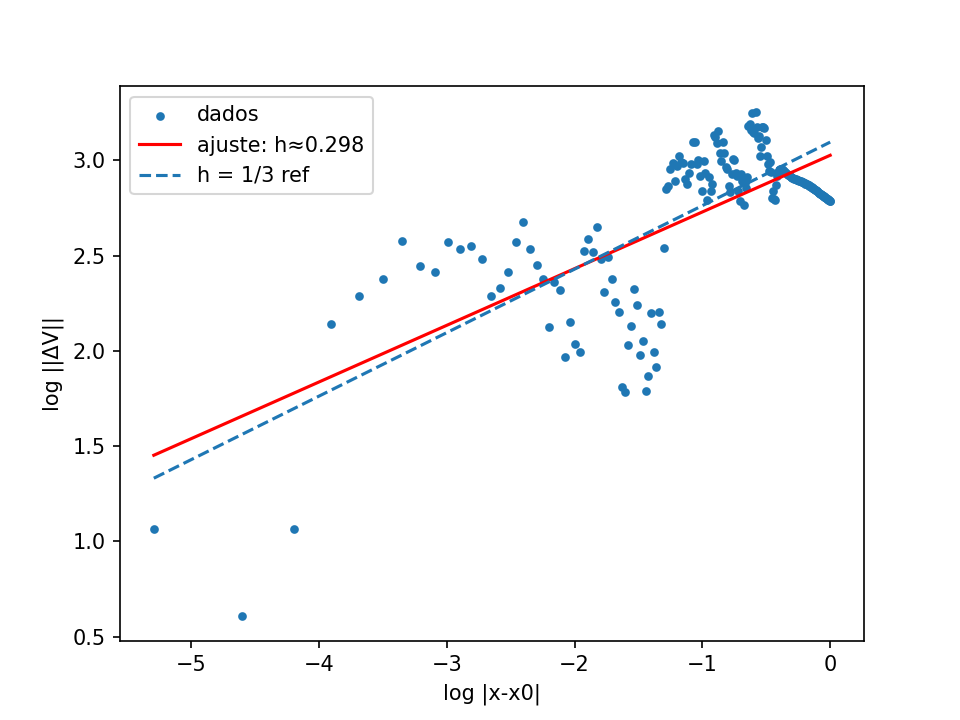 dados
ajuste: h≈0.298
h = 1/3 ref
3.0
2.5
2.0
1.5
1.0
0.5
log ||ΔV||
−5 −4 −3 −2 −1 0
log |x-x0|